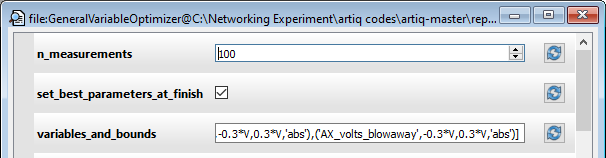 file:GeneralVariableOptimizer@C:\Networking Experiment\artiq codes\artiq-master\rep...
n_measurements
100
set_best_parameters_at_finish
variables_and_bounds
-0.3*V,0.3*V,'abs'),('AX_volts_blowaway',-0.3*V,0.3*V,'abs')]